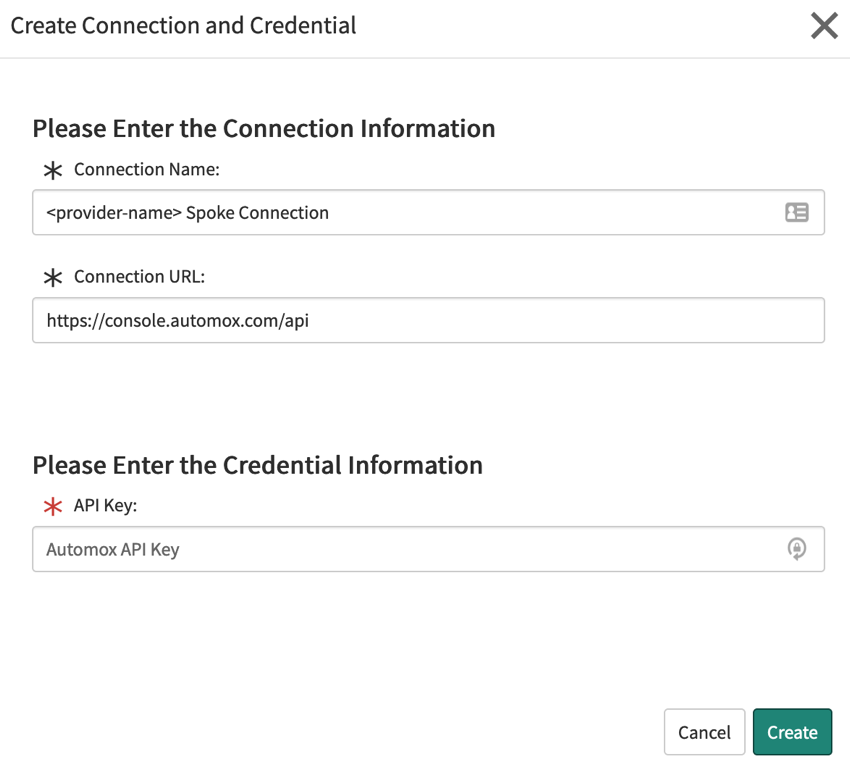 Create Connection and Credential
Please Enter the Connection Information
Connection Name:
<provider-name> Spoke Connection
Connection URL:
https://console.automox.com/api
Please Enter the Credential Information
API Key:
Automox API Key
Cancel
Create